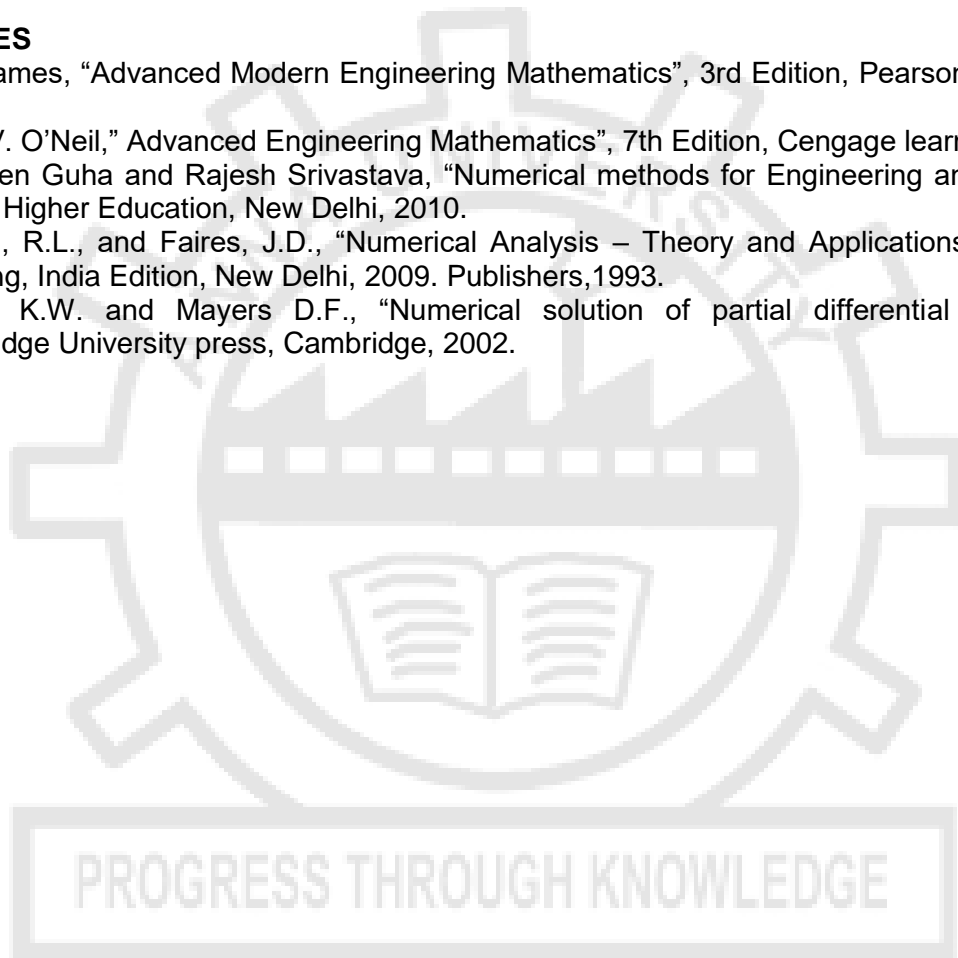 ES
ames, “Advanced Modern Engineering Mathematics”, 3rd Edition, Pearson
V. O’Neil,” Advanced Engineering Mathematics”, 7th Edition, Cengage learn
en Guha and Rajesh Srivastava, “Numerical methods for Engineering an
Higher Education, New Delhi, 2010.
., R.L., and Faires, J.D., “Numerical Analysis – Theory and Applications
ng, India Edition, New Delhi, 2009. Publishers,1993.
K.W. and Mayers D.F., “Numerical solution of partial differential
dge University press, Cambridge, 2002.
UNIVERSITY
PROGRESS THROUGH KNOWLEDGE